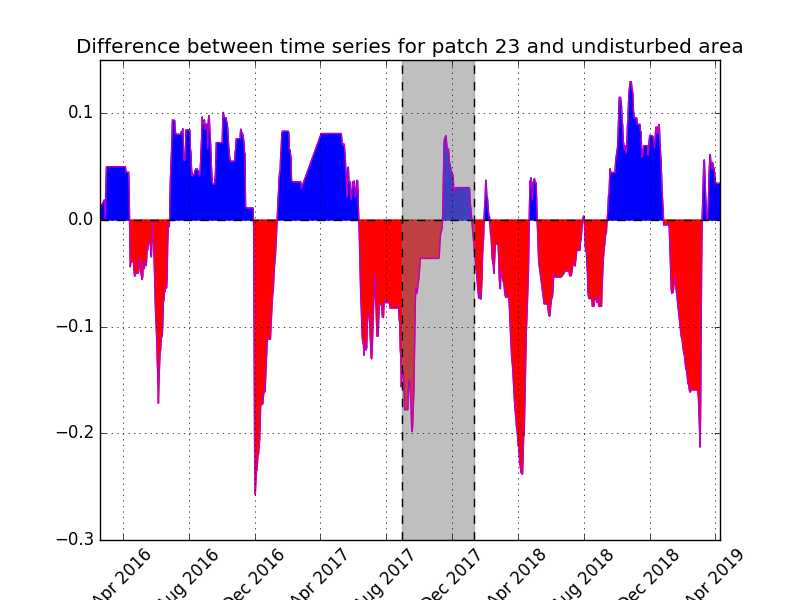 Difference between time series for patch 23 and undisturbed area
0.1
0.0
−0.1
−0.2
−0.3
Apr 2016
Aug 2016
Dec 2016
Apr 2017
Aug 2017
Dec 2017
Apr 2018
Aug 2018
Dec 2018
Apr 2019